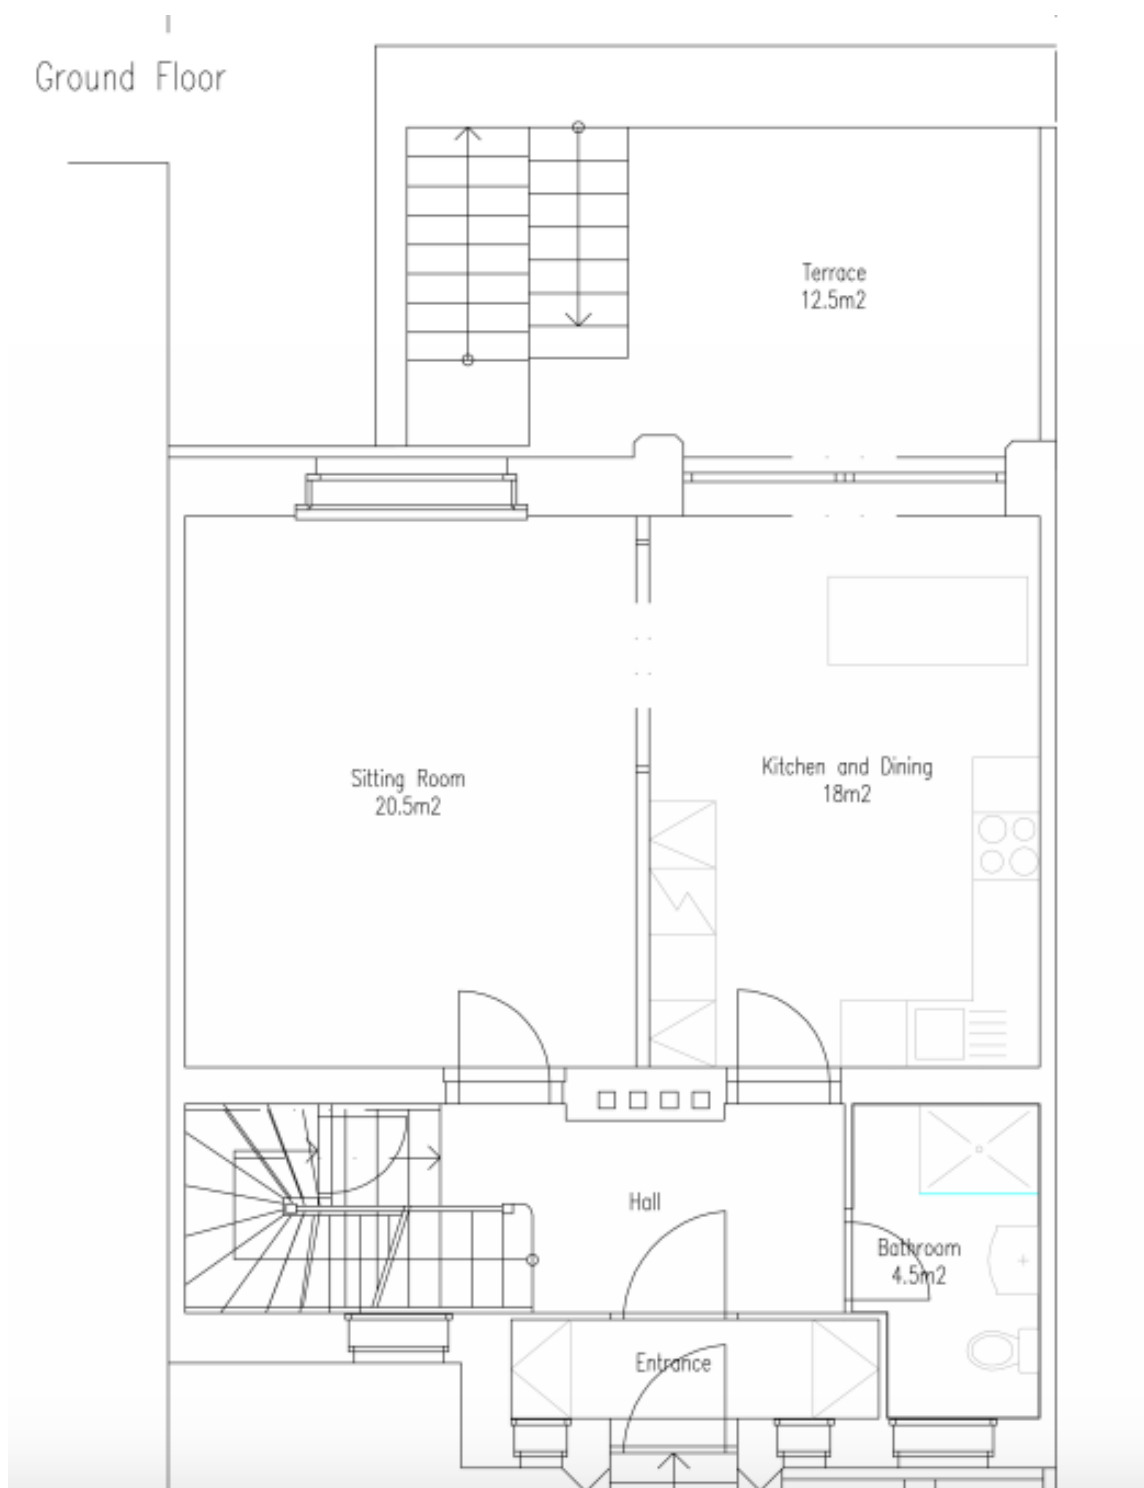 Ground Floor
Terrace
12.5m2
Sitting Room
20.5m2
Kitchen and Dining
18m2
Hall
Bathroom
4.5m2
Entrance